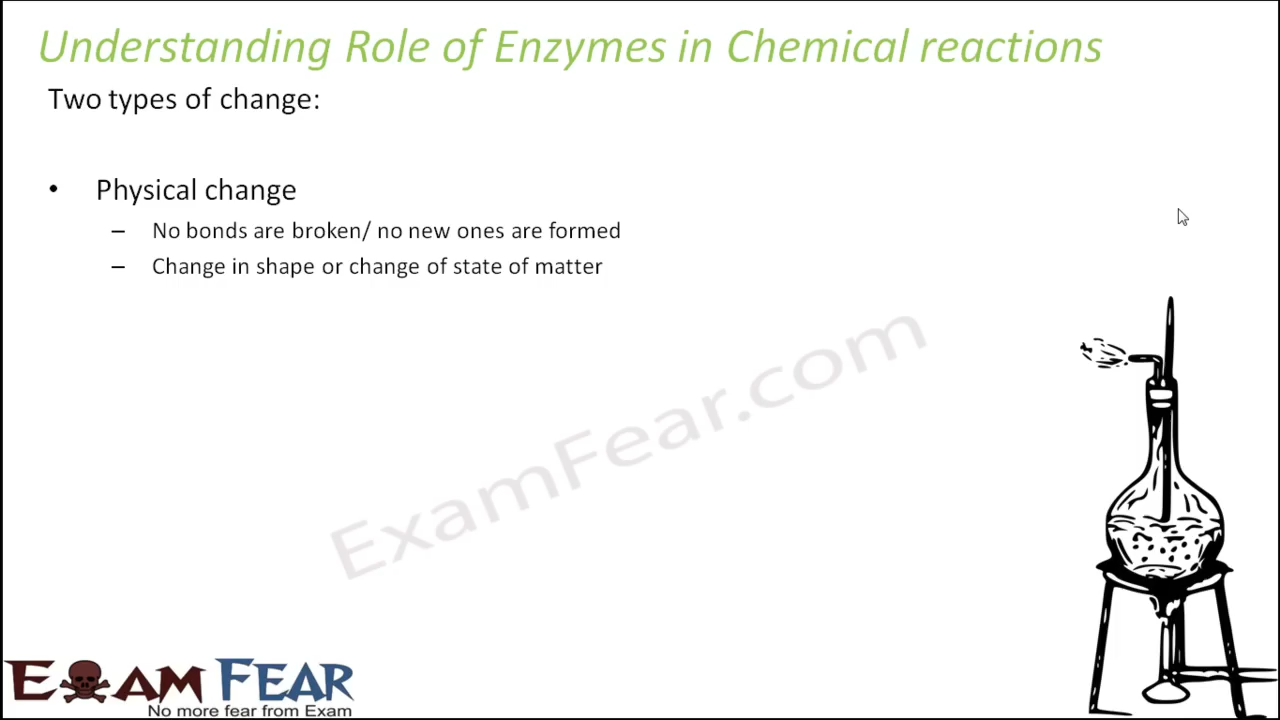 Understanding Role of Enzymes in Chemical reactions
Two types of change:
• Physical change
– No bonds are broken/ no new ones are formed
– Change in shape or change of state of matter
ExamFear.com
EXAM FEAR
No more fear from Exam